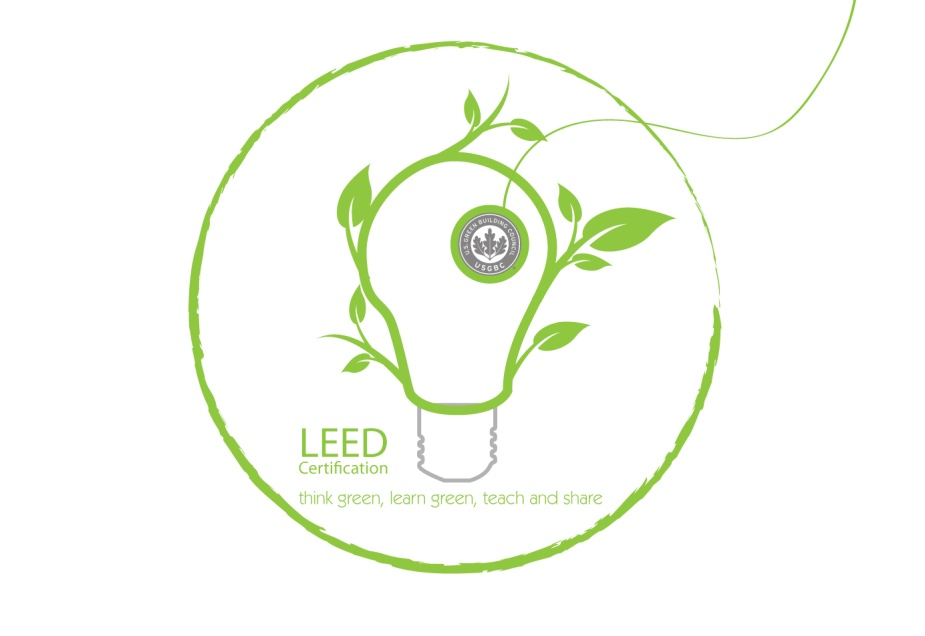 U.S. GREEN BUILDING COUNCIL
USGBC
LEED
Certification
think green, learn green, teach and share